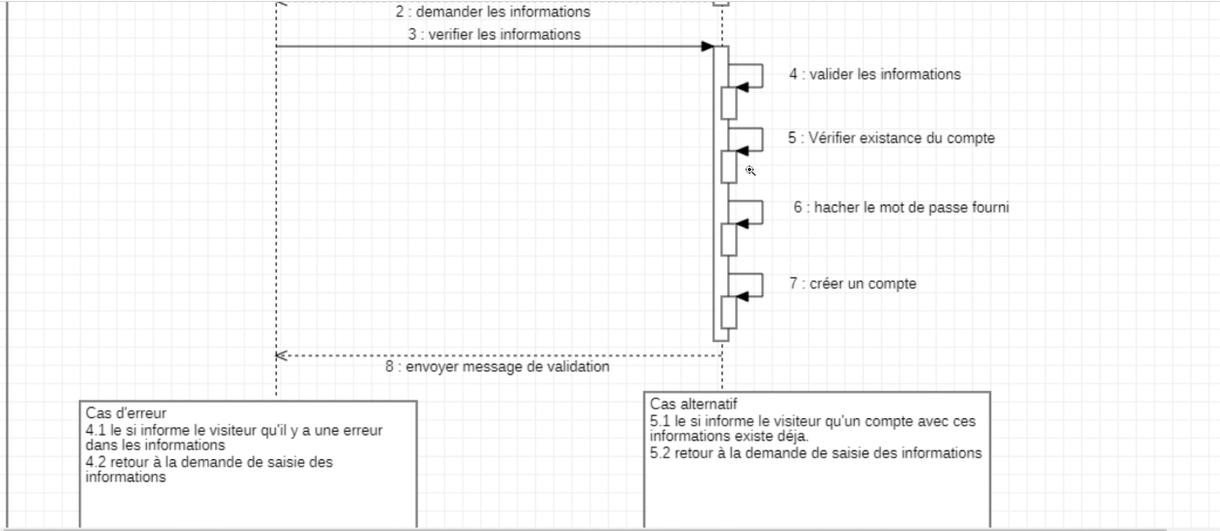 2 : demander les informations
3 : verifier les informations
4 : valider les informations
5 : Vérifier existance du compte
6 : hacher le mot de passe fourni
7 : créer un compte
8 : envoyer message de validation
Cas d'erreur
4.1 le si informe le visiteur qu'il y a une erreur
dans les informations
4.2 retour à la demande de saisie des
informations
Cas alternatif
5.1 le si informe le visiteur qu'un compte avec ces
informations existe déja.
5.2 retour à la demande de saisie des informations